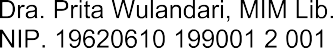 Dra. Prita Wulandari, MIM Lib.
NIP. 19620610 199001 2 001